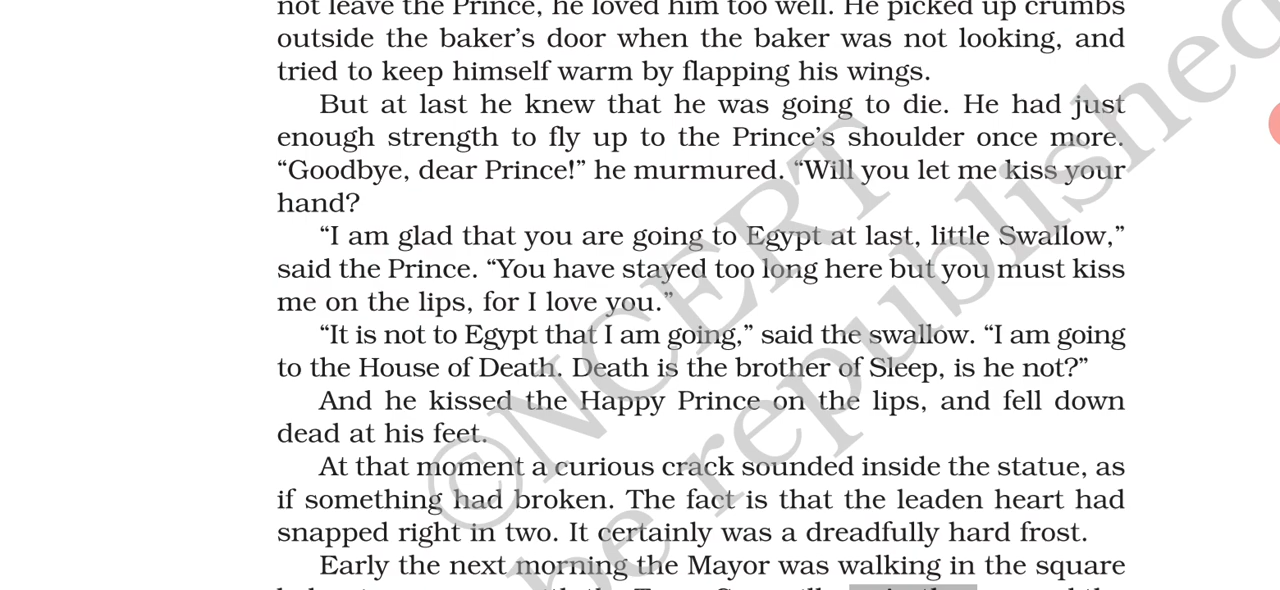 not leave the Prince, he loved him too well. He picked up crumbs
outside the baker’s door when the baker was not looking, and
tried to keep himself warm by flapping his wings.
But at last he knew that he was going to die. He had just
enough strength to fly up to the Prince’s shoulder once more.
“Goodbye, dear Prince!” he murmured. “Will you let me kiss your
hand?
“I am glad that you are going to Egypt at last, little Swallow,”
said the Prince. “You have stayed too long here but you must kiss
me on the lips, for I love you.”
“It is not to Egypt that I am going,” said the swallow. “I am going
to the House of Death. Death is the brother of Sleep, is he not?”
And he kissed the Happy Prince on the lips, and fell down
dead at his feet.
At that moment a curious crack sounded inside the statue, as
if something had broken. The fact is that the leaden heart had
snapped right in two. It certainly was a dreadfully hard frost.
Early the next morning the Mayor was walking in the square
©NCERT
be republished